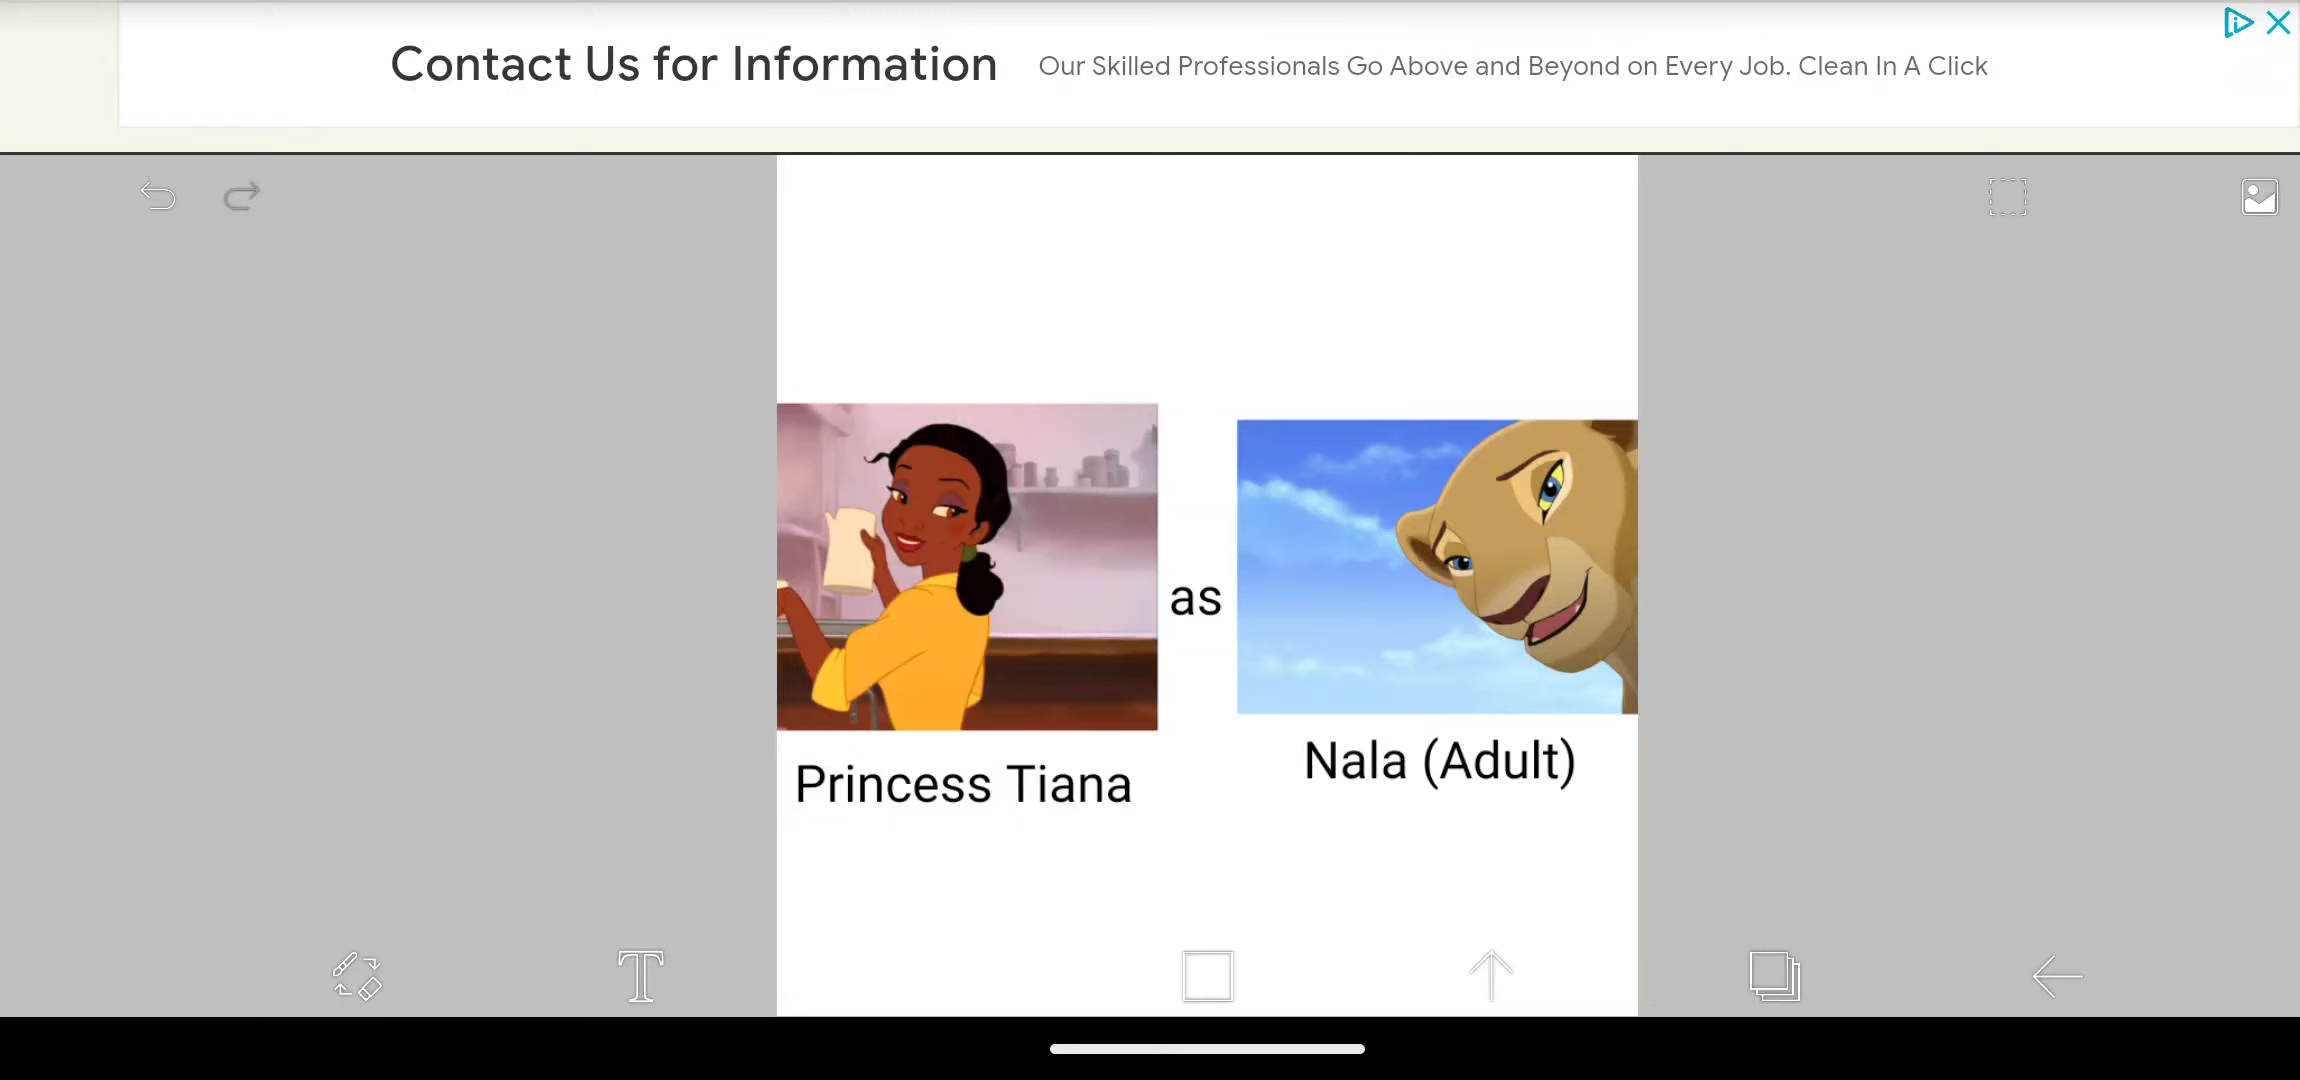 Contact Us for Information
Our Skilled Professionals Go Above and Beyond on Every Job. Clean In A Click
as
Princess Tiana
Nala (Adult)
T